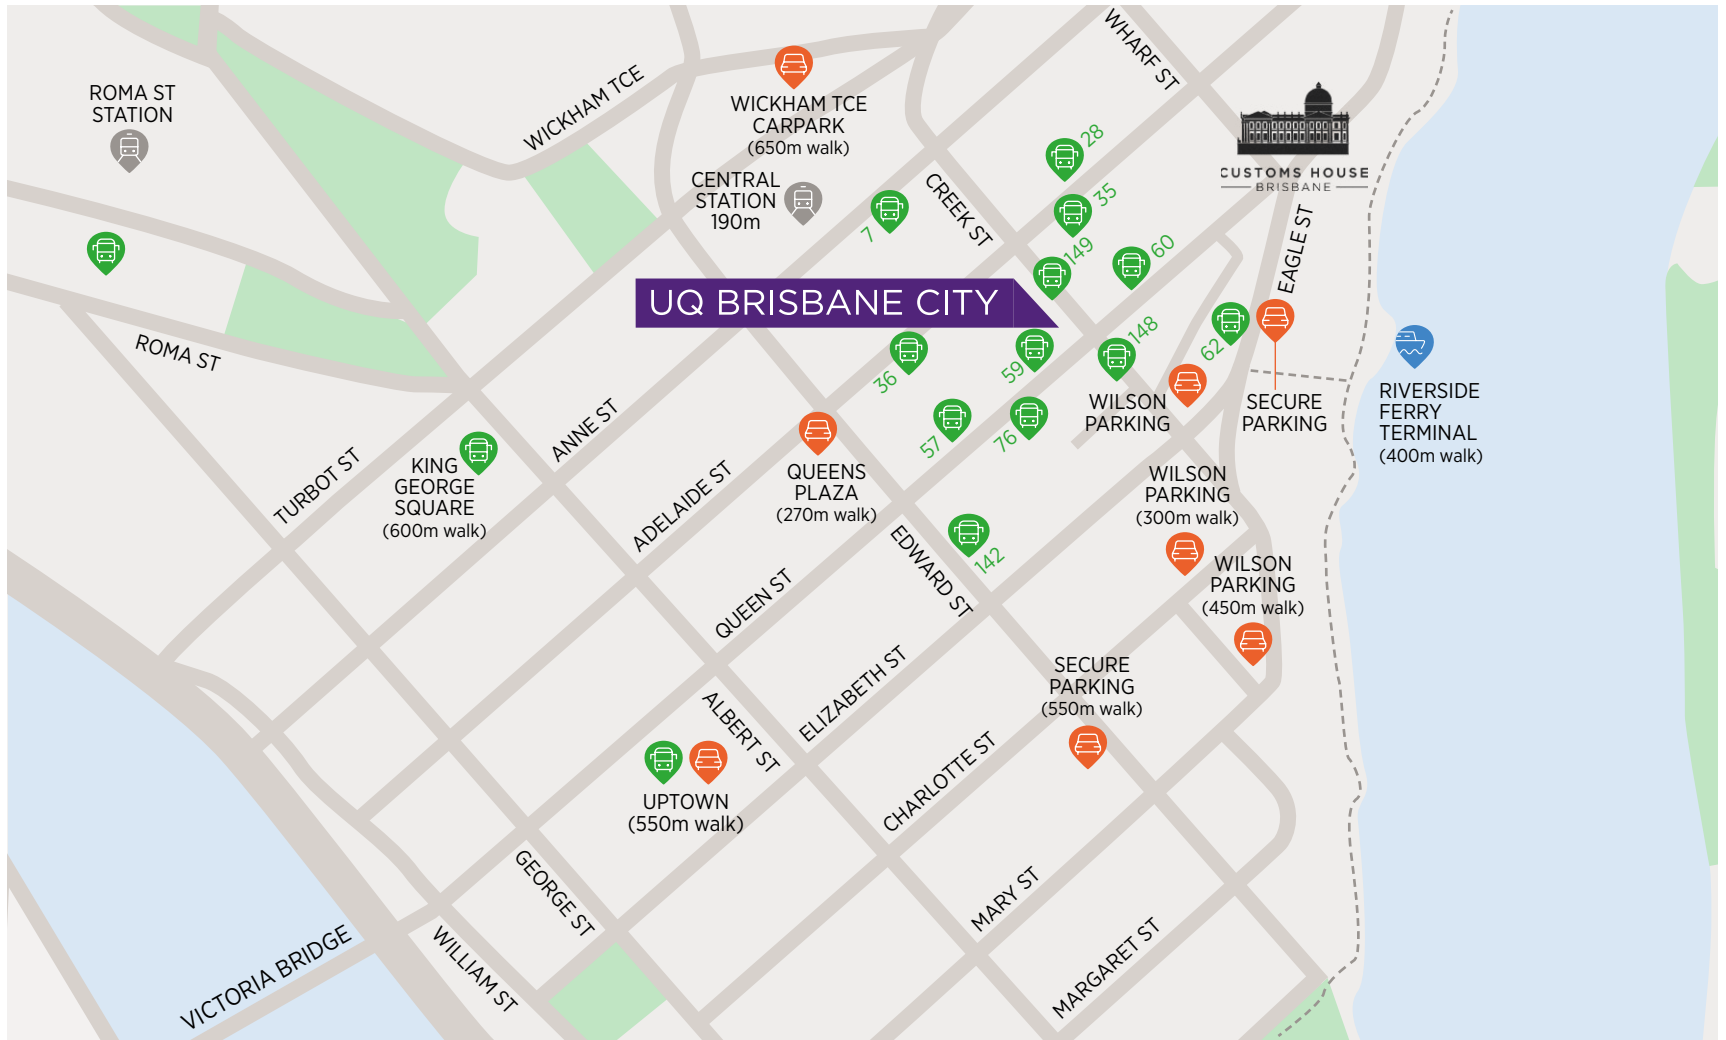 WHARF ST
WICKHAM TCE
ROMA ST
STATION
WICKHAM TCE
CARPARK
(650m walk)
CUSTOMS HOUSE
BRISBANE
28
CENTRAL
STATION
190m
CREEK ST
35
7
149
60
EAGLE ST
UQ BRISBANE CITY
ROMA ST
36
59
148
62
WILSON
PARKING
SECURE
PARKING
RIVERSIDE
FERRY
TERMINAL
(400m walk)
ANNE ST
57
76
TURBOT ST
KING
GEORGE
SQUARE
(600m walk)
ADELAIDE ST
QUEENS
PLAZA
(270m walk)
WILSON
PARKING
(300m walk)
EDWARD ST
142
WILSON
PARKING
(450m walk)
QUEEN ST
ELIZABETH ST
SECURE
PARKING
(550m walk)
ALBERT ST
CHARLOTTE ST
UPTOWN
(550m walk)
GEORGE ST
MARY ST
MARGARET ST
VICTORIA BRIDGE
WILLIAM ST